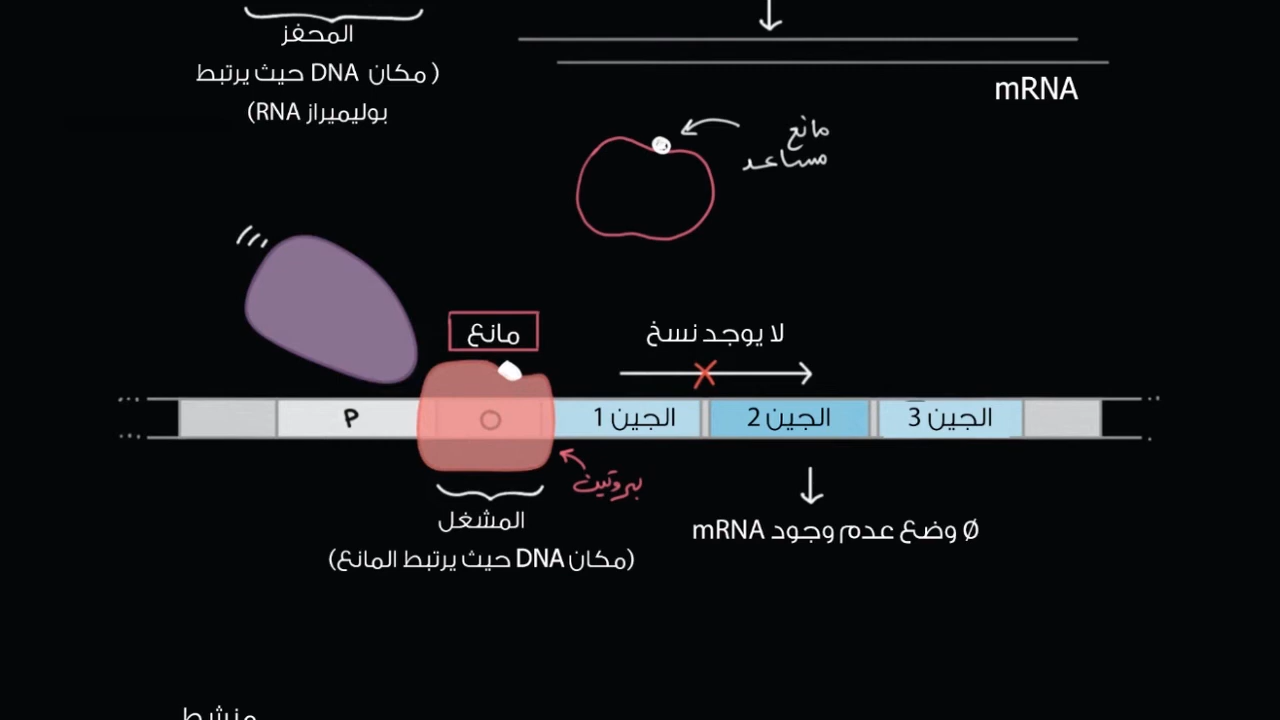 المحفز
(مكان DNA حيث يرتبط
بوليميراز RNA)
mRNA
مانع
مساعد
مانع
لا يوجد نسخ
P
O
الجين 1
الجين 2
الجين 3
بروتين
المشغل
(مكان DNA حيث يرتبط المانع)
Ø وضع عدم وجود mRNA
منشط